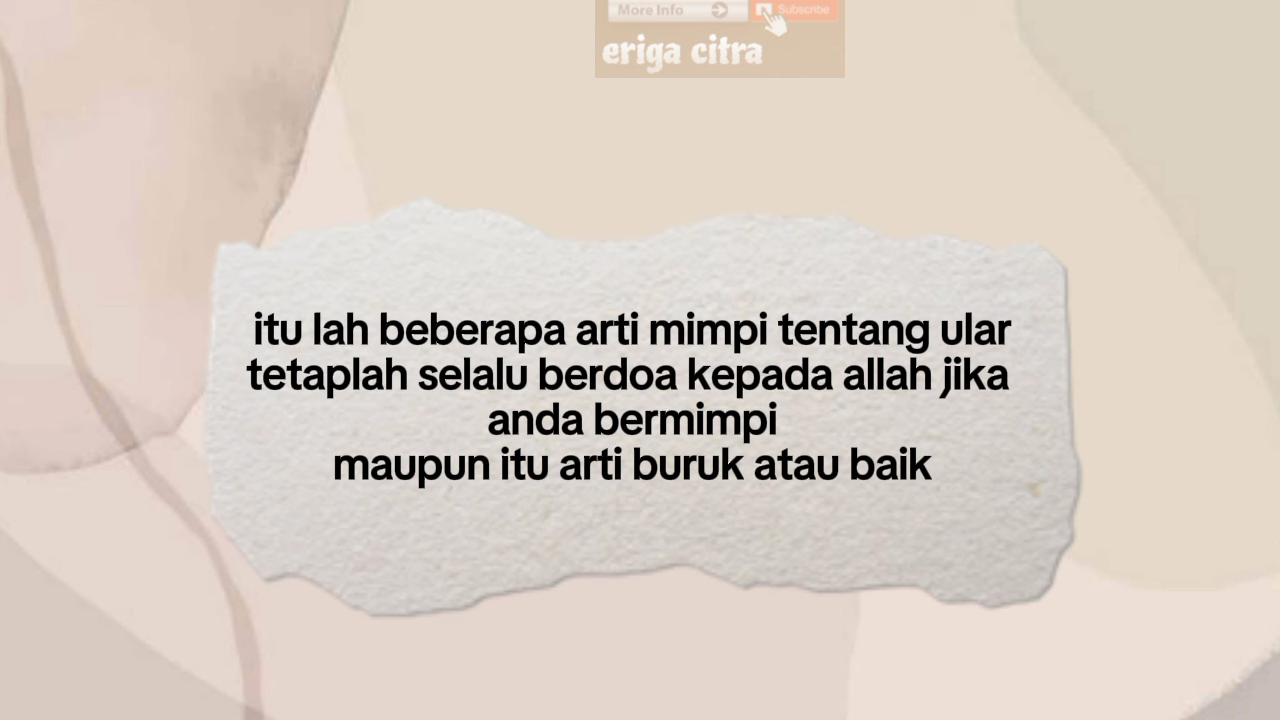 More Info
Subscribe
eriga citra
itu lah beberapa arti mimpi tentang ular
tetaplah selalu berdoa kepada allah jika
anda bermimpi
maupun itu arti buruk atau baik